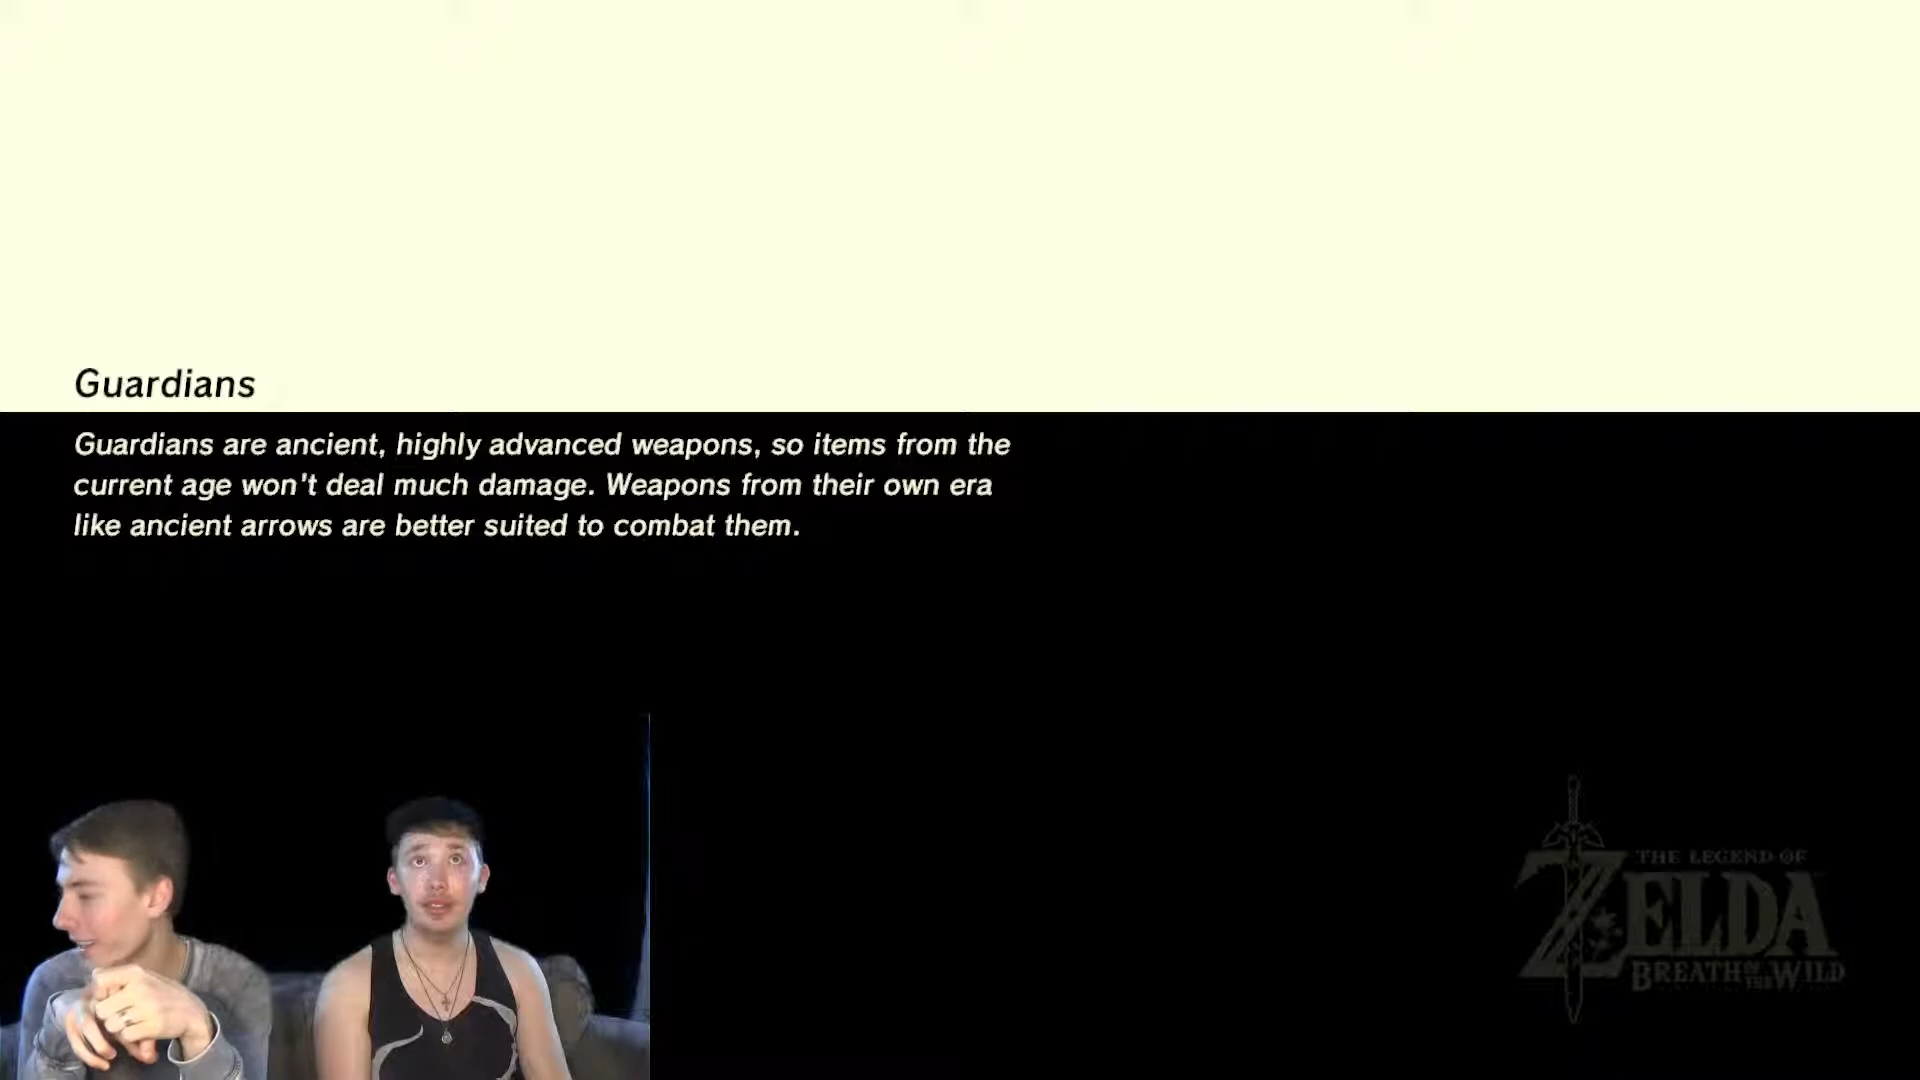 Guardians
Guardians are ancient, highly advanced weapons, so items from the
current age won't deal much damage. Weapons from their own era
like ancient arrows are better suited to combat them.
THE LEGEND OF
ZELDA
BREATH OF THE WILD